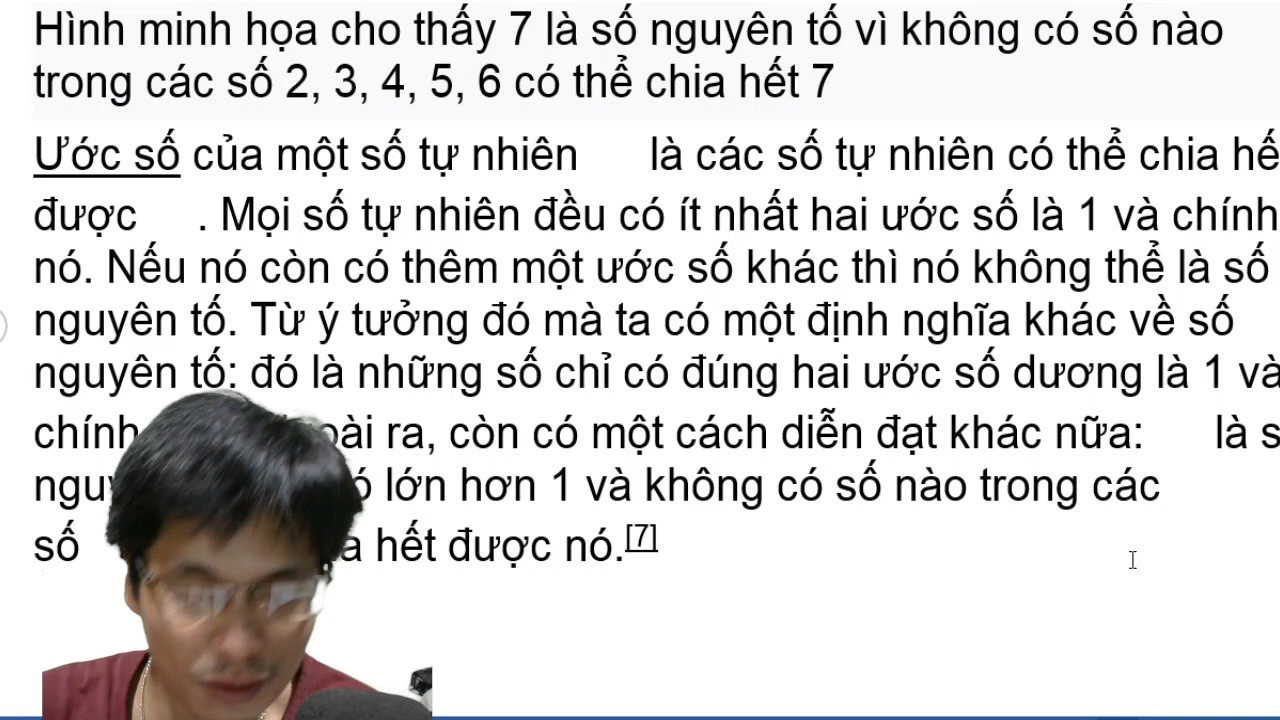 Hình minh họa cho thấy 7 là số nguyên tố vì không có số nào
trong các số 2, 3, 4, 5, 6 có thể chia hết 7
Ước số của một số tự nhiên là các số tự nhiên có thể chia
được . Mọi số tự nhiên đều có ít nhất hai ước số là 1 và chính
nó. Nếu nó còn có thêm một ước số khác thì nó không thể là số
nguyên tố. Từ ý tưởng đó mà ta có một định nghĩa khác về số
nguyên tố: đó là những số chỉ có đúng hai ước số dương là 1 và
chính ra, còn có một cách diễn đạt khác nữa: là
lớn hơn 1 và không có số nào trong các
số hết được nó.[7]